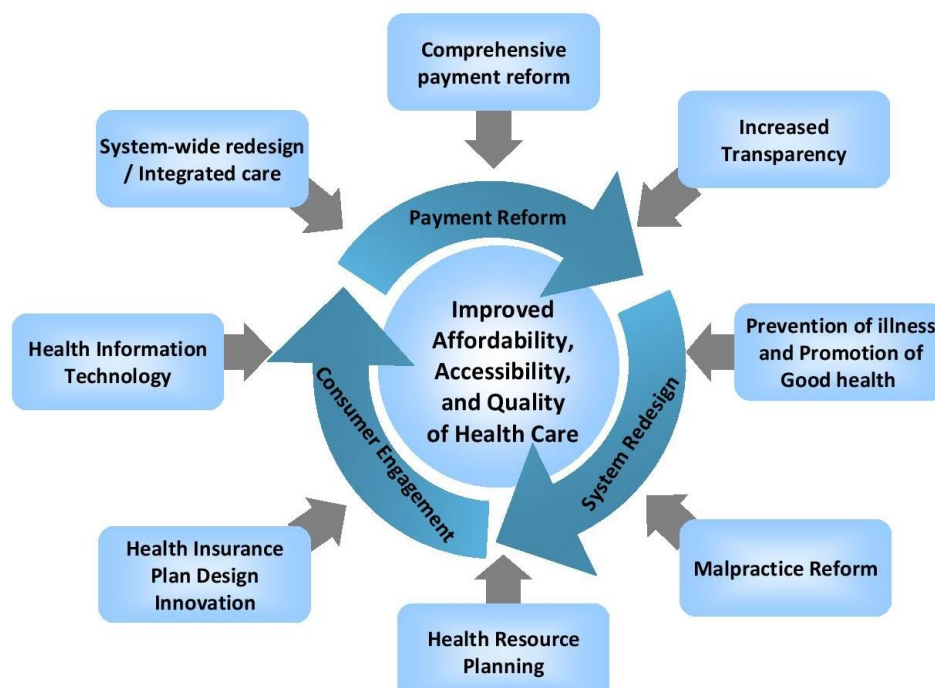 Comprehensive
payment reform
System-wide redesign
/ Integrated care
Increased
Transparency
Payment Reform
Improved
Affordability,
Accessibility,
and Quality
of Health Care
Health Information
Technology
Prevention of illness
and Promotion of
Good health
Consumer Engagement
System Redesign
Health Insurance
Plan Design
Innovation
Malpractice Reform
Health Resource
Planning